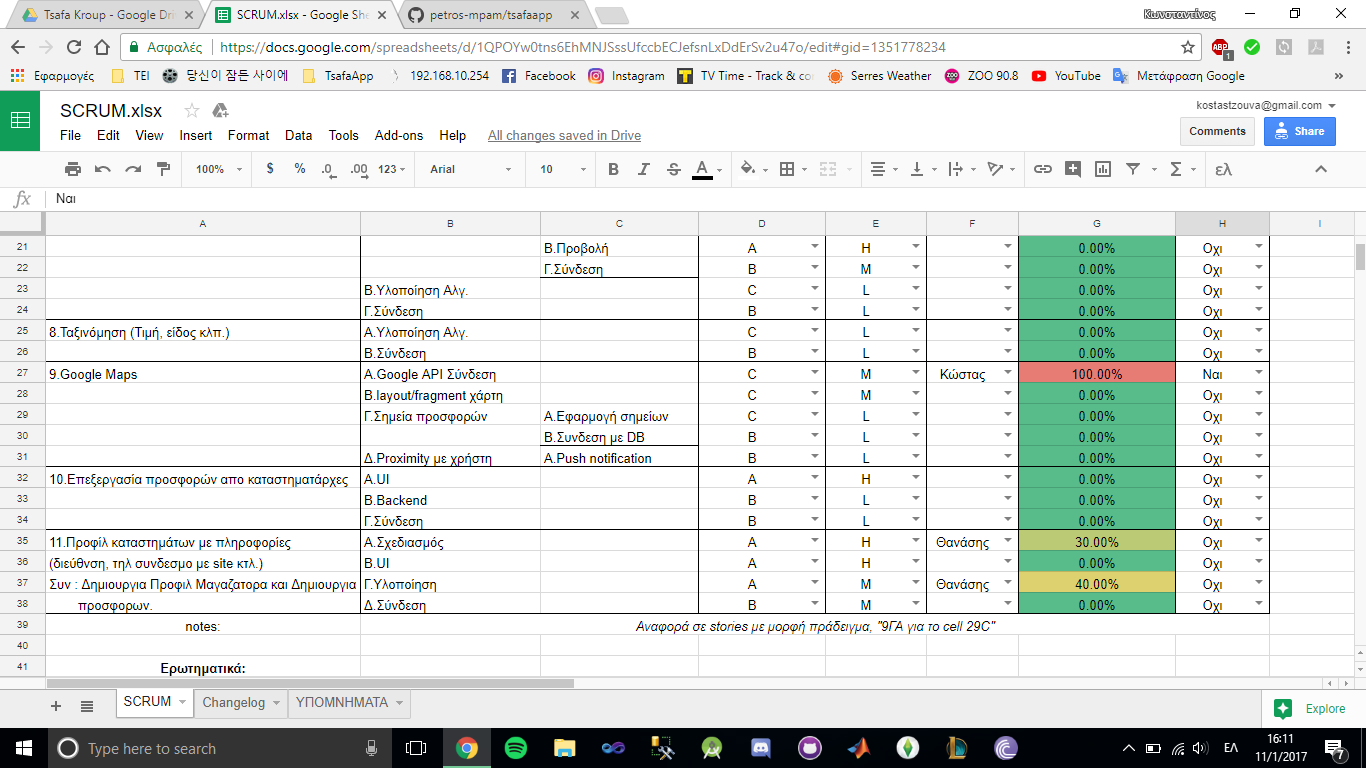 Tsafa Kroup - Google Dri
SCRUM.xlsx - Google She
petros-mpam/tsafaapp
Κωνσταντίνος
Ασφαλές https://docs.google.com/spreadsheets/d/1QPOYw0tm6EhMNJSssUfccbECJefsnLxDdErSv2u47o/edit#gid=1351778234
ABP 1
Εφαρμογές TEI 당신이 잠든 사이에 TsafaApp 192.168.10.254 Facebook Instagram TV Time - Track & co Serres Weather ZOO 90.8 YouTube Μετάφραση Google »
SCRUM.xlsx
kostastzouva@gmail.com
File Edit View Insert Format Data Tools Add-ons Help All changes saved in Drive
Comments Share
100% $ % .0 .00 123 Arial 10 B I S A Σ ελ
fx Ναι
A B C D E F G H I
21 Β.Προβολή A H 0.00% Οχι
22 Γ.Σύνδεση B M 0.00% Οχι
23 Β.Υλοποίηση Αλγ. C L 0.00% Οχι
24 Γ.Σύνδεση B L 0.00% Οχι
25 8.Ταξινόμηση (Τιμή, είδος κλπ.) Α.Υλοποίηση Αλγ. C L 0.00% Οχι
26 Β.Σύνδεση B L 0.00% Οχι
27 9.Google Maps Α.Google API Σύνδεση C M Κώστας 100.00% Ναι
28 Β.layout/fragment χάρτη C M 0.00% Οχι
29 Γ.Σημεία προσφορών Α.Εφαρμογή σημείων C L 0.00% Οχι
30 Β.Συνδεση με DB B L 0.00% Οχι
31 Δ.Proximity με χρήστη Α.Push notification B L 0.00% Οχι
32 10.Επεξεργασία προσφορών απο καταστηματάρχες Α.UI A H 0.00% Οχι
33 Β.Backend B L 0.00% Οχι
34 Γ.Σύνδεση B L 0.00% Οχι
35 11.Προφίλ καταστημάτων με πληροφορίες Α.Σχεδιασμός A H Θανάσης 30.00% Οχι
36 (διεύθνση, τηλ συνδεσμο με site κτλ.) Β.UI A H 0.00% Οχι
37 Συν : Δημιουργια Προφιλ Μαγαζατορα και Δημιουργια Γ.Υλοποίηση A M Θανάσης 40.00% Οχι
38 προσφορων. Δ.Σύνδεση B M 0.00% Οχι
39 notes: Αναφορά σε stories με μορφή πράδειγμα, "9ΓΑ για το cell 29C"
40
41 Ερωτηματικά:
SCRUM Changelog ΥΠΟΜΝΗΜΑΤΑ Explore
Type here to search
ΕΛ
16:11
11/1/2017
7